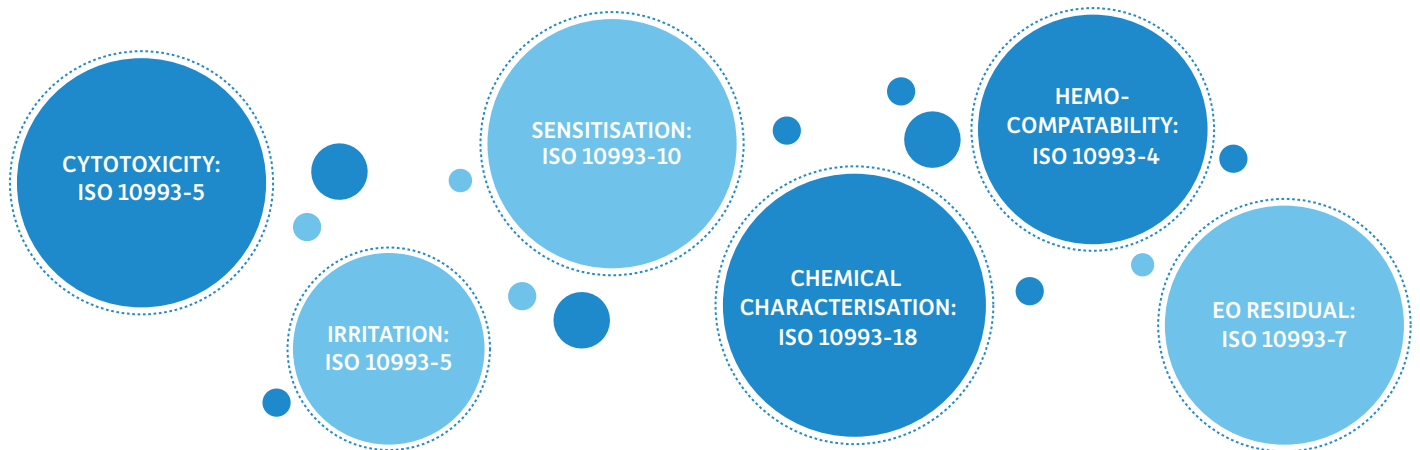 CYTOTOXICITY:
ISO 10993-5
IRRITATION:
ISO 10993-5
SENSITISATION:
ISO 10993-10
CHEMICAL
CHARACTERISATION:
ISO 10993-18
HEMO-
COMPATABILITY:
ISO 10993-4
EO RESIDUAL:
ISO 10993-7